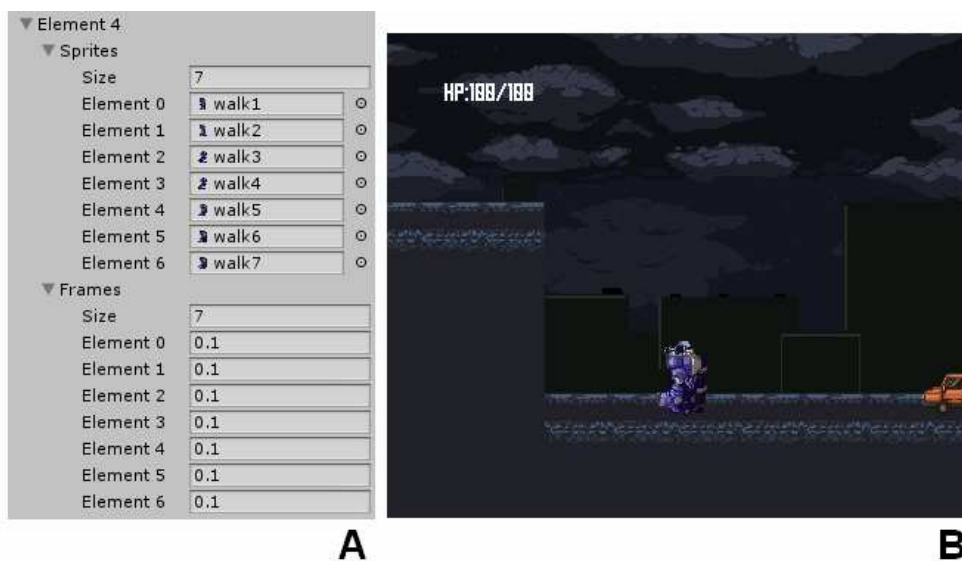 Element 4
Sprites
Size 7
Element 0 walk1
Element 1 walk2
Element 2 walk3
Element 3 walk4
Element 4 walk5
Element 5 walk6
Element 6 walk7
Frames
Size 7
Element 0 0.1
Element 1 0.1
Element 2 0.1
Element 3 0.1
Element 4 0.1
Element 5 0.1
Element 6 0.1
A
HP:100/100
B